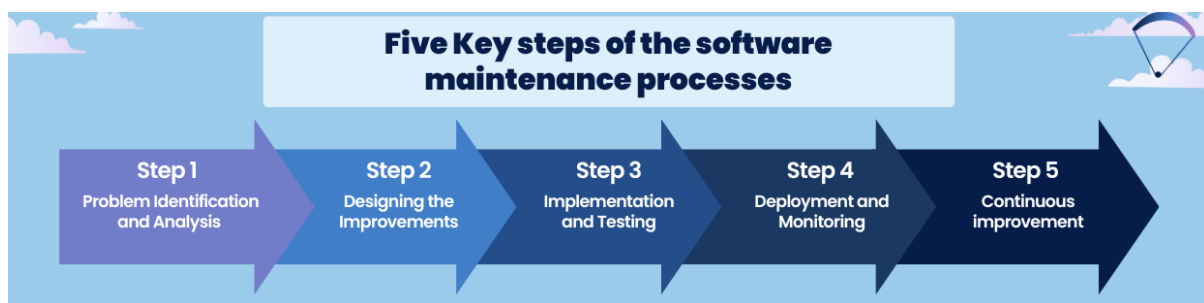 Five Key steps of the software
maintenance processes
Step 1
Problem Identification
and Analysis
Step 2
Designing the
Improvements
Step 3
Implementation
and Testing
Step 4
Deployment and
Monitoring
Step 5
Continuous
improvement